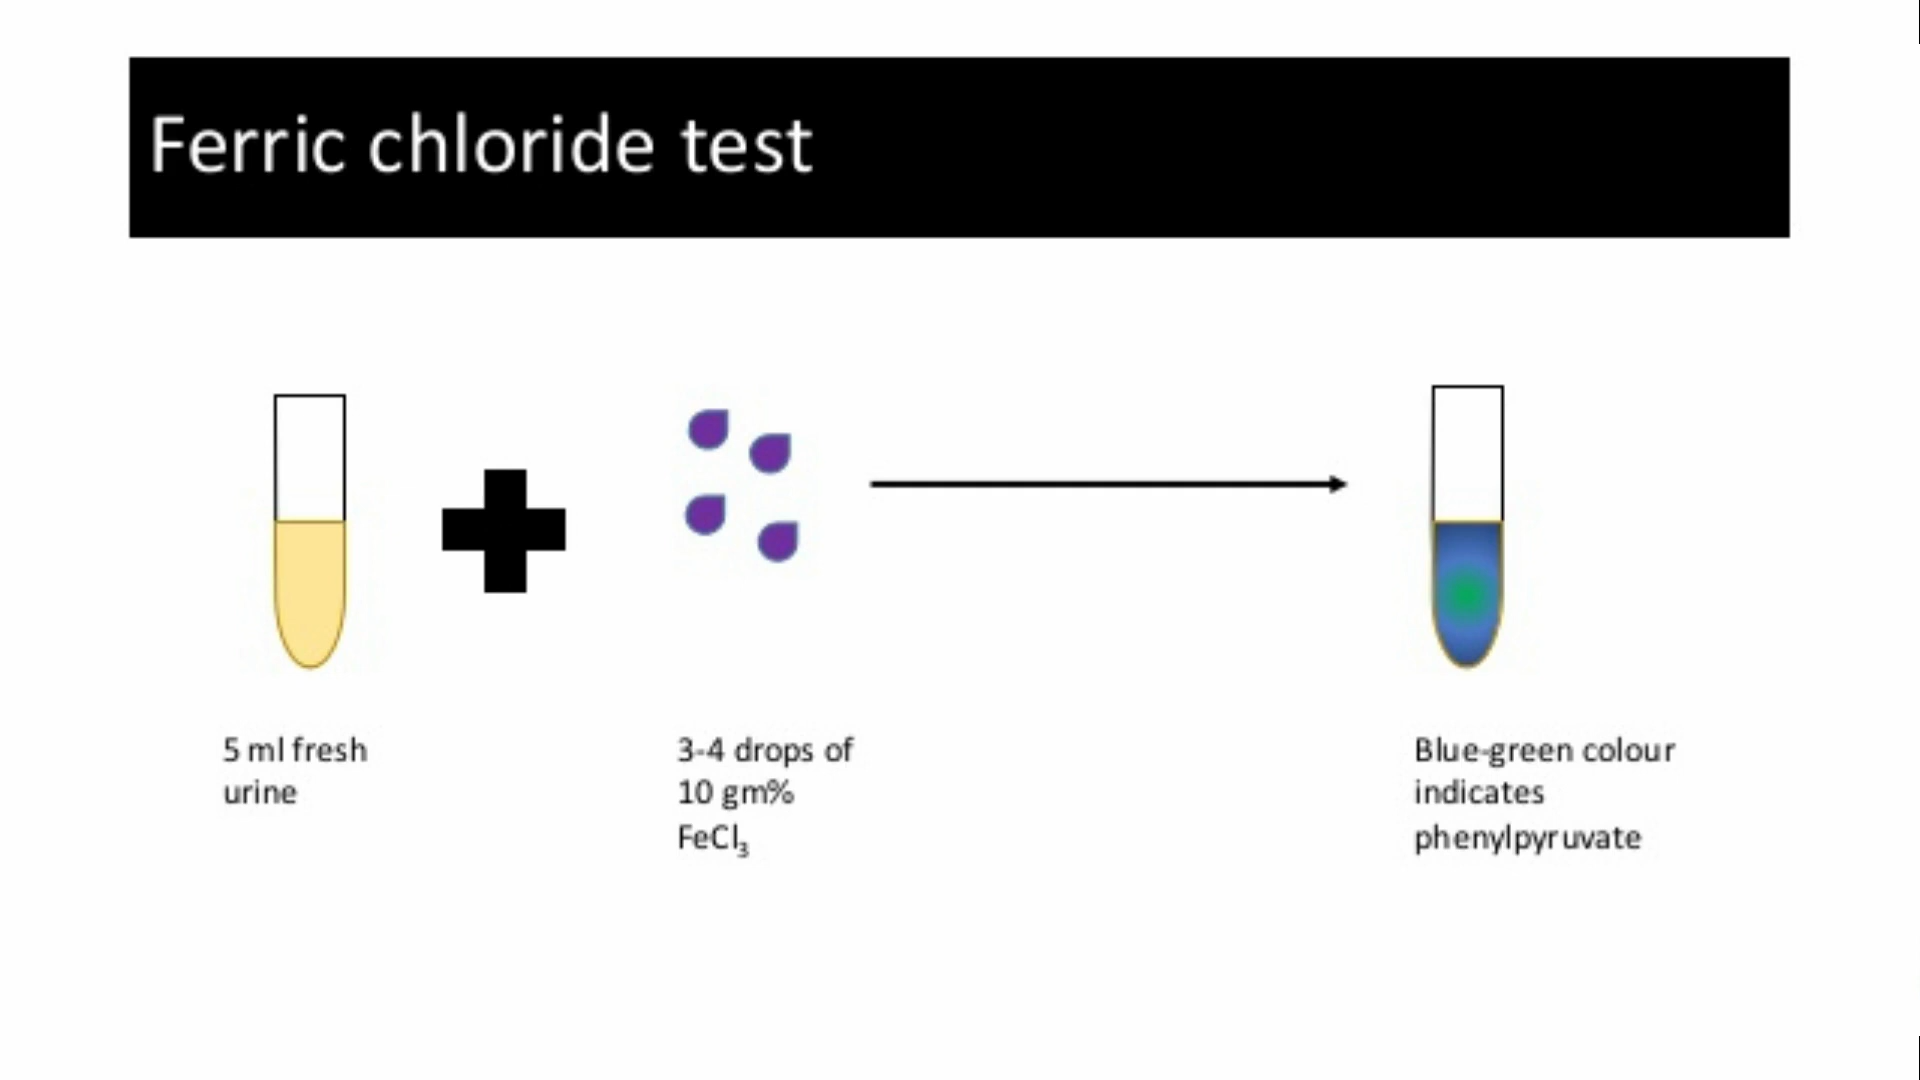 Ferric chloride test
5 ml fresh
urine
3-4 drops of
10 gm%
FeCl₃
Blue-green colour
indicates
phenylpyruvate